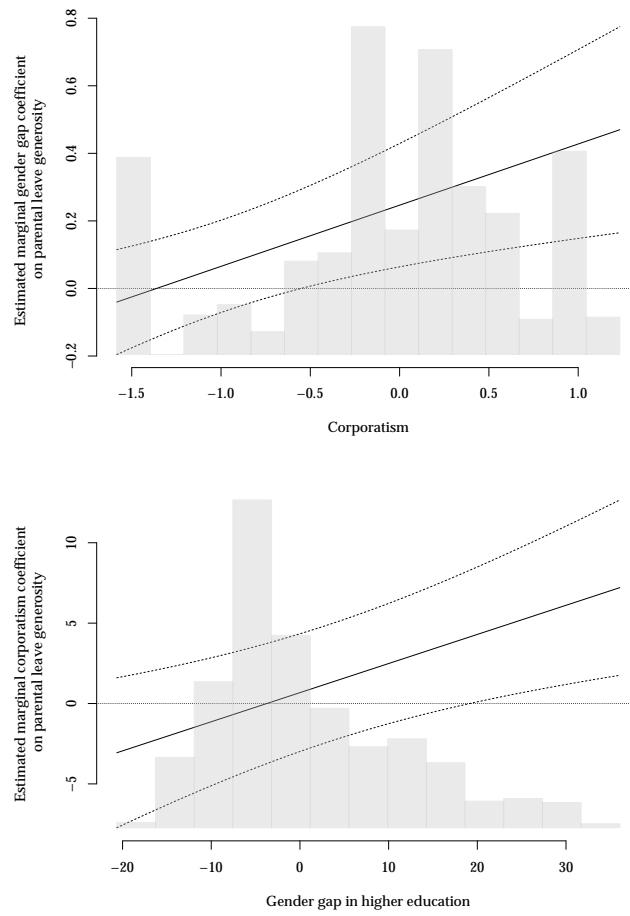 Estimated marginal gender gap coefficient
on parental leave generosity
0.8
0.6
0.4
0.2
0.0
−0.2
−1.5 −1.0 −0.5 0.0 0.5 1.0
Corporatism
Estimated marginal corporatism coefficient
on parental leave generosity
10
5
0
−5
−20 −10 0 10 20 30
Gender gap in higher education